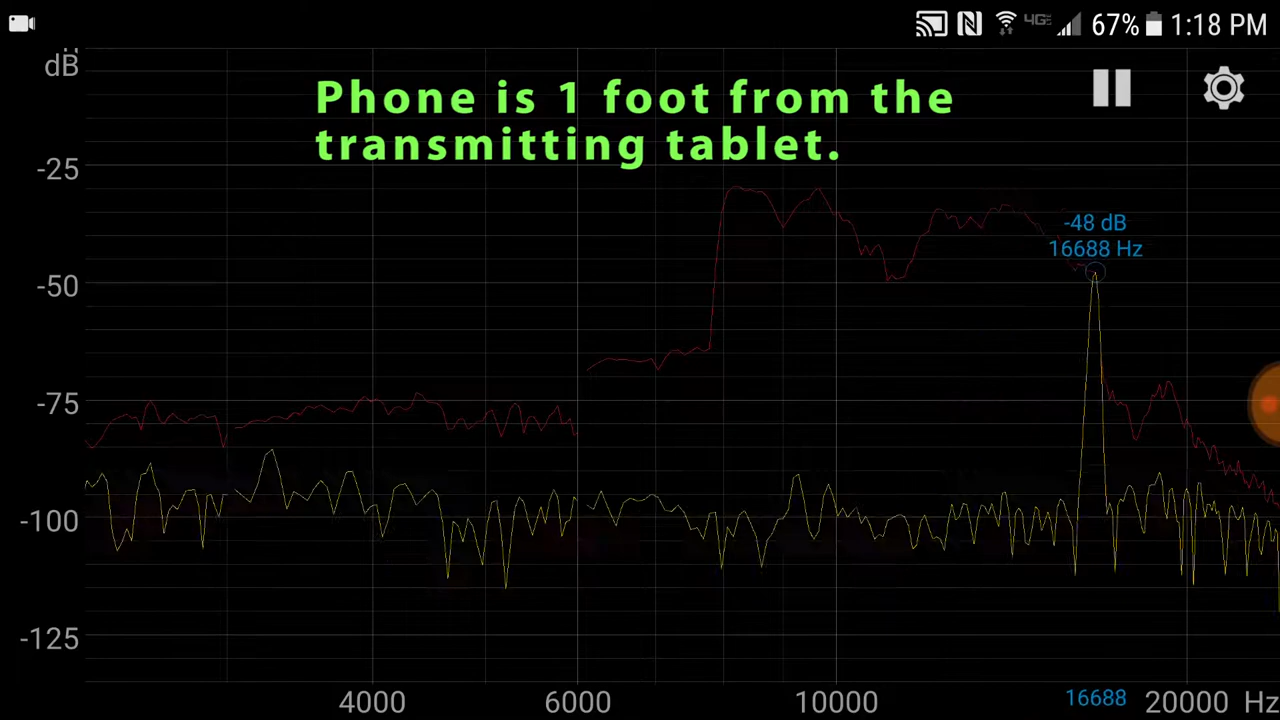 4GE 67% 1:18 PM
dB
Phone is 1 foot from the
transmitting tablet.
-25
-48 dB
16688 Hz
-50
-75
-100
-125
4000 6000 10000 16688 20000 Hz